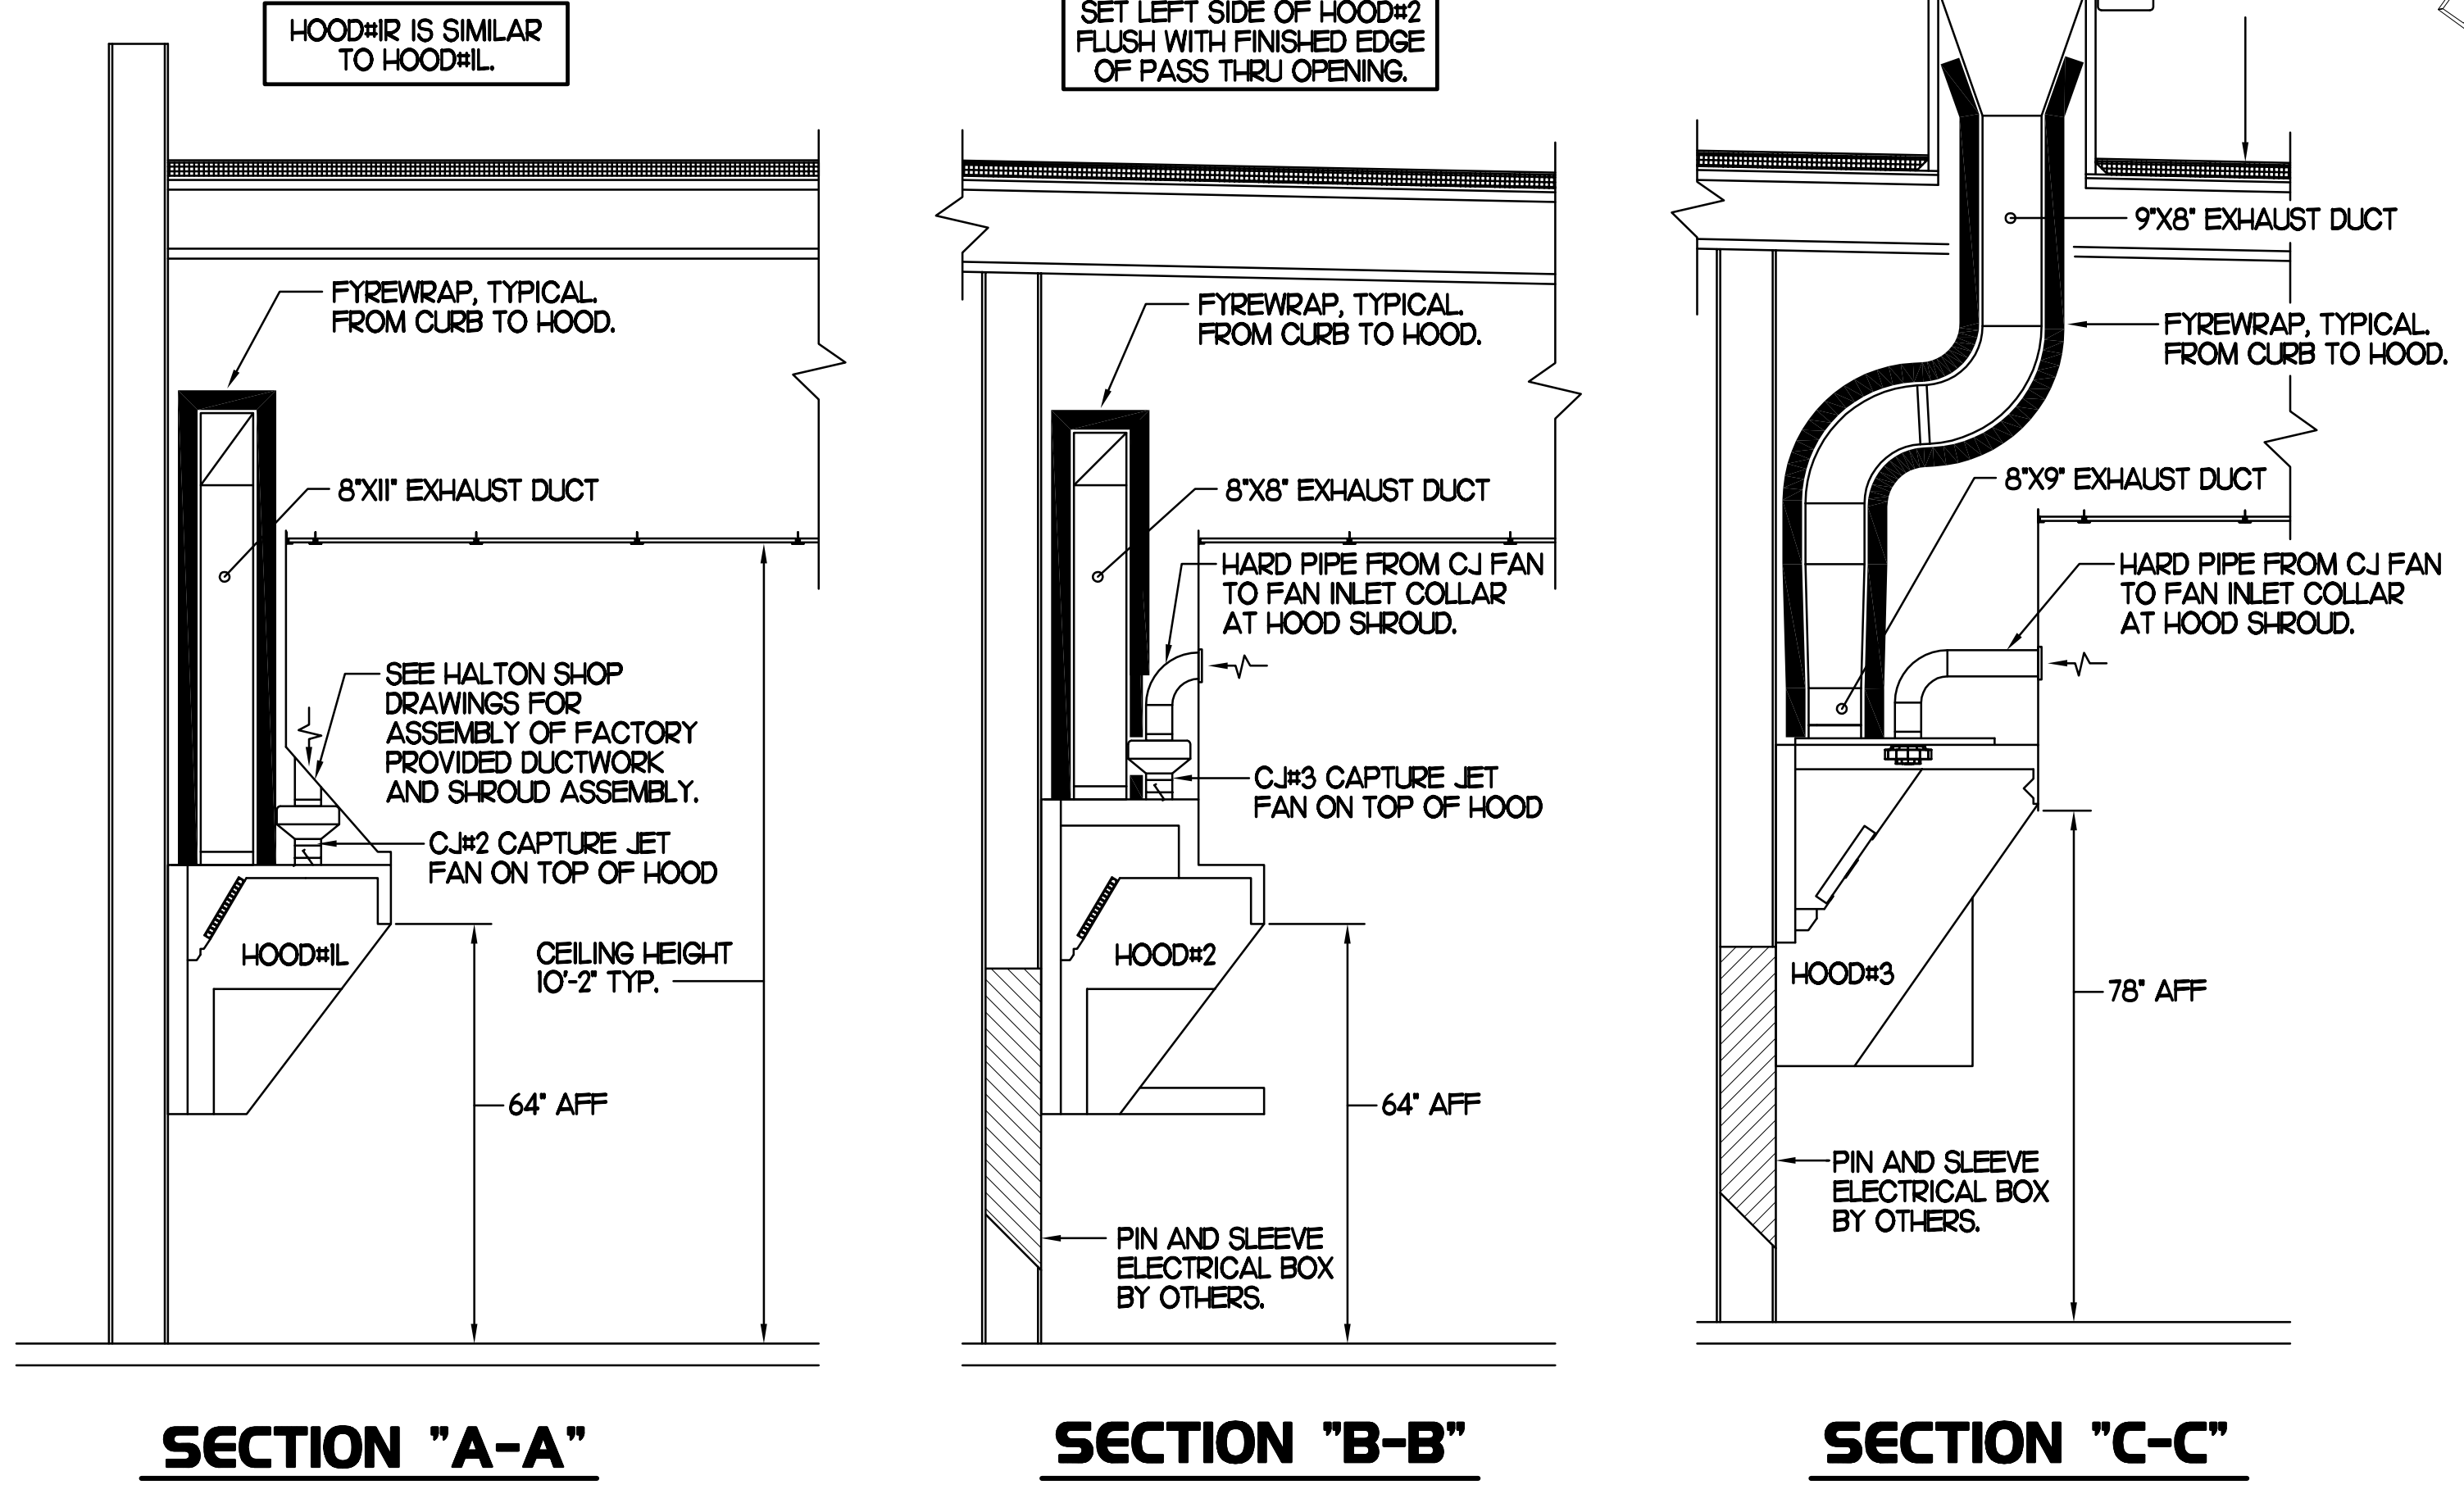 HOOD#1R IS SIMILAR
TO HOOD#1L.
FYREWRAP, TYPICAL.
FROM CURB TO HOOD.
8"X11" EXHAUST DUCT
SEE HALTON SHOP
DRAWINGS FOR
ASSEMBLY OF FACTORY
PROVIDED DUCTWORK
AND SHROUD ASSEMBLY.
CJ#2 CAPTURE JET
FAN ON TOP OF HOOD
HOOD#1L
CEILING HEIGHT
10'-2" TYP.
64" AFF
SECTION "A-A"
SET LEFT SIDE OF HOOD#2
FLUSH WITH FINISHED EDGE
OF PASS THRU OPENING.
FYREWRAP, TYPICAL.
FROM CURB TO HOOD.
8"X8" EXHAUST DUCT
HARD PIPE FROM CJ FAN
TO FAN INLET COLLAR
AT HOOD SHROUD.
CJ#3 CAPTURE JET
FAN ON TOP OF HOOD
HOOD#2
64" AFF
PIN AND SLEEVE
ELECTRICAL BOX
BY OTHERS.
SECTION "B-B"
9"X8" EXHAUST DUCT
FYREWRAP, TYPICAL.
FROM CURB TO HOOD.
8"X9" EXHAUST DUCT
HARD PIPE FROM CJ FAN
TO FAN INLET COLLAR
AT HOOD SHROUD.
HOOD#3
78" AFF
PIN AND SLEEVE
ELECTRICAL BOX
BY OTHERS.
SECTION "C-C"